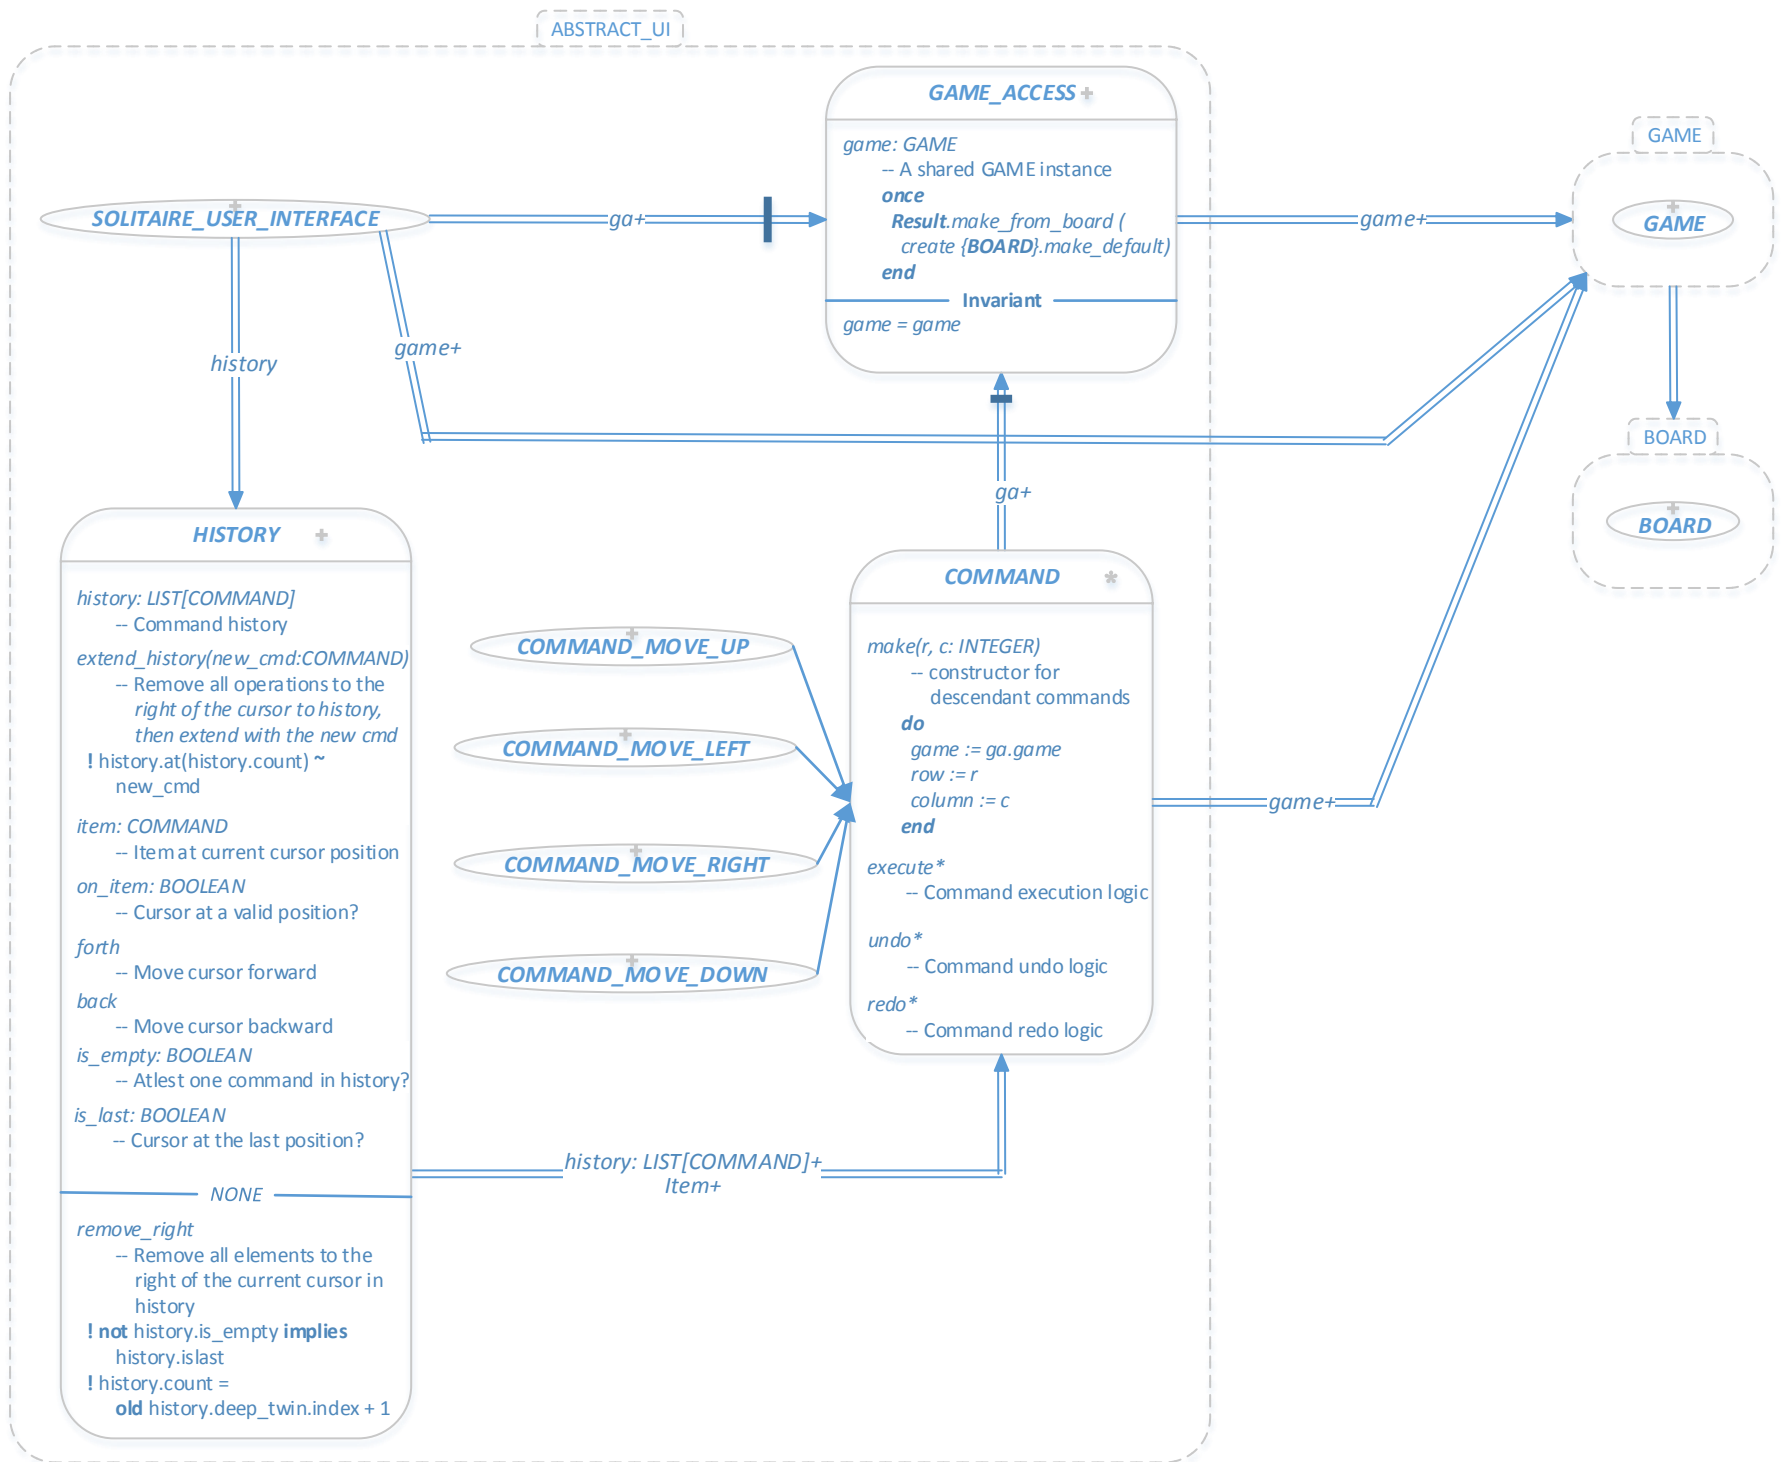 ABSTRACT_UI
GAME_ACCESS +
game: GAME
-- A shared GAME instance
once
Result.make_from_board (
create {BOARD}.make_default)
end
Invariant
game = game
GAME
+
GAME
BOARD
+
BOARD
+
SOLITAIRE_USER_INTERFACE
ga+
game+
history
game+
ga+
game+
HISTORY +
history: LIST[COMMAND]
-- Command history
extend_history(new_cmd:COMMAND)
-- Remove all operations to the
right of the cursor to history,
then extend with the new cmd
! history.at(history.count) ~
new_cmd
item: COMMAND
-- Item at current cursor position
on_item: BOOLEAN
-- Cursor at a valid position?
forth
-- Move cursor forward
back
-- Move cursor backward
is_empty: BOOLEAN
-- Atlest one command in history?
is_last: BOOLEAN
-- Cursor at the last position?
NONE
remove_right
-- Remove all elements to the
right of the current cursor in
history
! not history.is_empty implies
history.islast
! history.count =
old history.deep_twin.index + 1
+
COMMAND_MOVE_UP
+
COMMAND_MOVE_LEFT
+
COMMAND_MOVE_RIGHT
+
COMMAND_MOVE_DOWN
COMMAND *
make(r, c: INTEGER)
-- constructor for
descendant commands
do
game := ga.game
row := r
column := c
end
execute*
-- Command execution logic
undo*
-- Command undo logic
redo*
-- Command redo logic
history: LIST[COMMAND]+
Item+